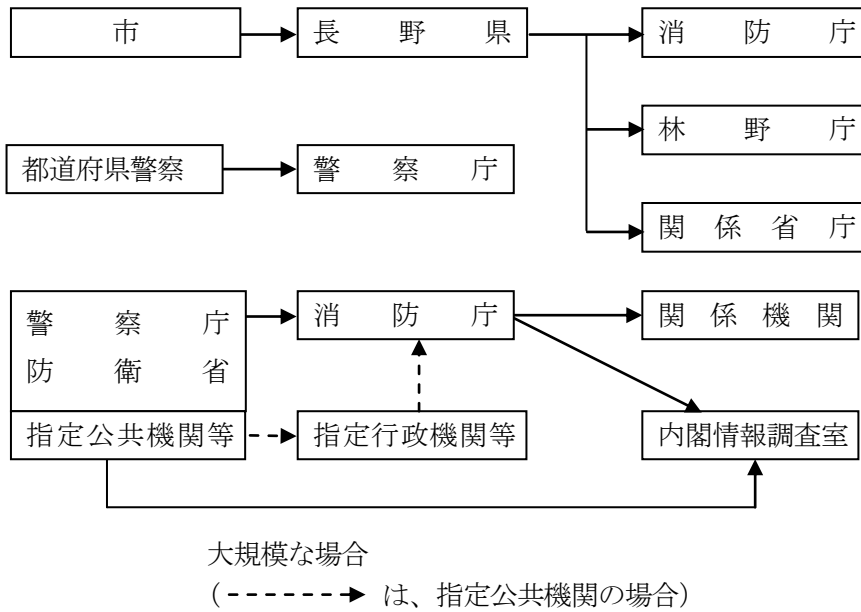 市 長野県 消防庁
林野庁
都道府県警察 警察庁
関係省庁
警察庁 消防庁 関係機関
防衛省
指定公共機関等 指定行政機関等 内閣情報調査室
大規模な場合
( は、指定公共機関の場合)